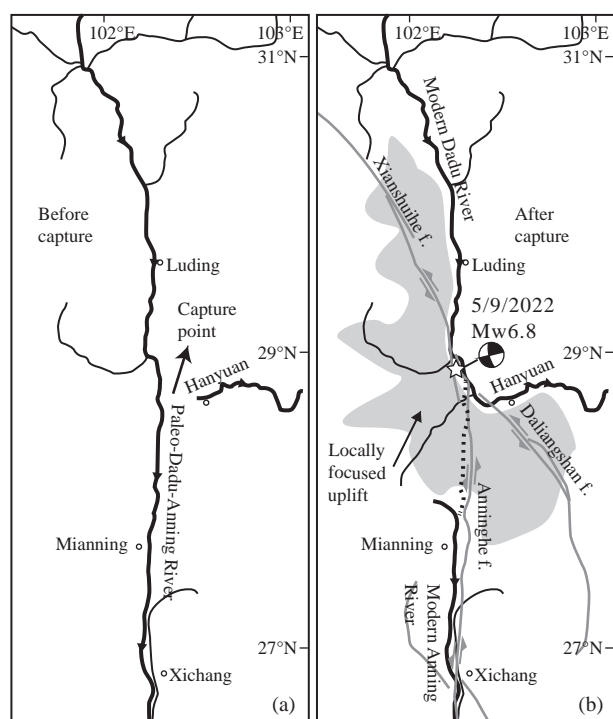 102°E
103°E
31°N
Before
capture
Luding
Capture
point
29°N
Hanyuan
Paleo-Dadu-Anning River
Mianning
27°N
Xichang
(a)
102°E
103°E
31°N
Modern Dadu River
Xianshuihe f.
After
capture
Luding
5/9/2022
Mw6.8
29°N
Hanyuan
Daliangshan f.
Locally
focused
uplift
Anninghe f.
Mianning
Modern Anning
River
27°N
Xichang
(b)